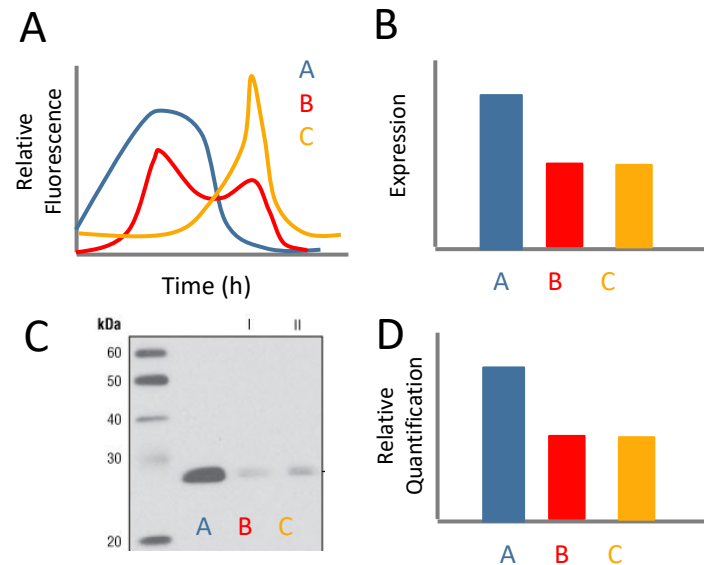 A
Relative
Fluorescence
A
B
C
Time (h)
B
Expression
A B C
C
kDa I II
60
50
40
30
20
A B C
D
Relative
Quantification
A B C